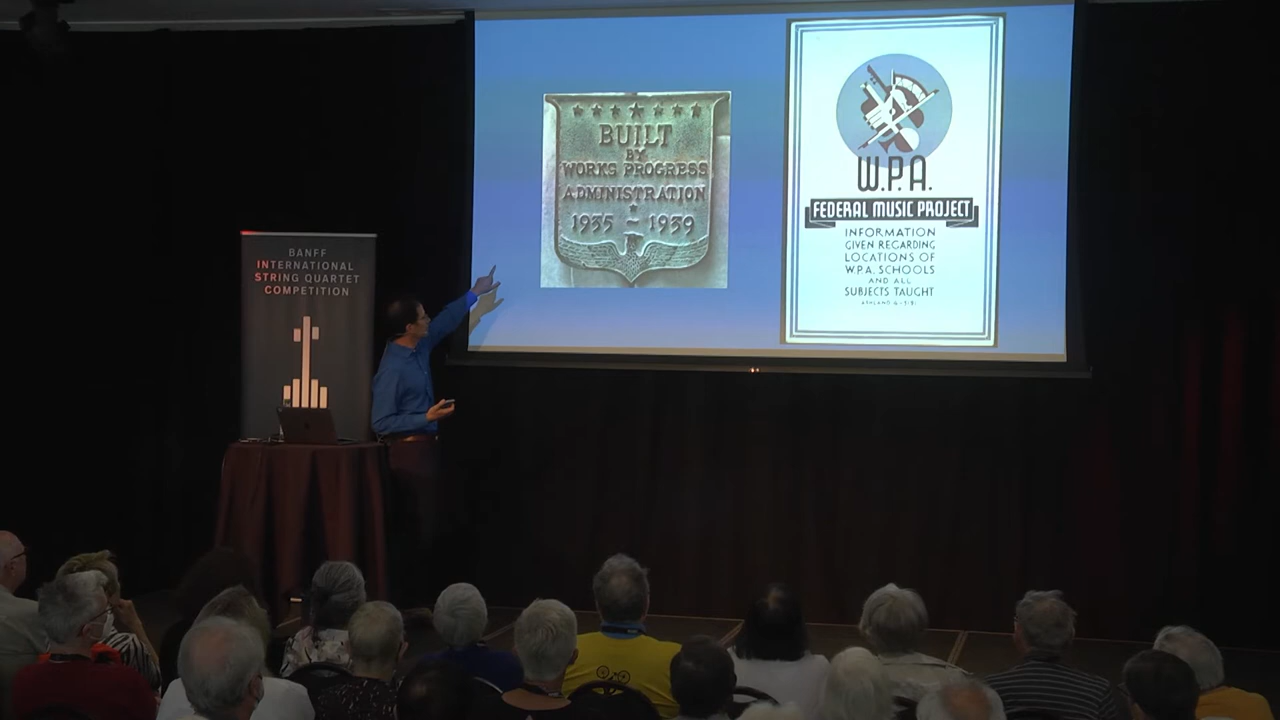 BANFF
INTERNATIONAL
STRING QUARTET
COMPETITION
BUILT
BY
WORKS PROGRESS
ADMINISTRATION
1935 – 1939
W.P.A.
FEDERAL MUSIC PROJECT
INFORMATION
GIVEN REGARDING
LOCATIONS OF
W.P.A. SCHOOLS
AND ALL
SUBJECTS TAUGHT